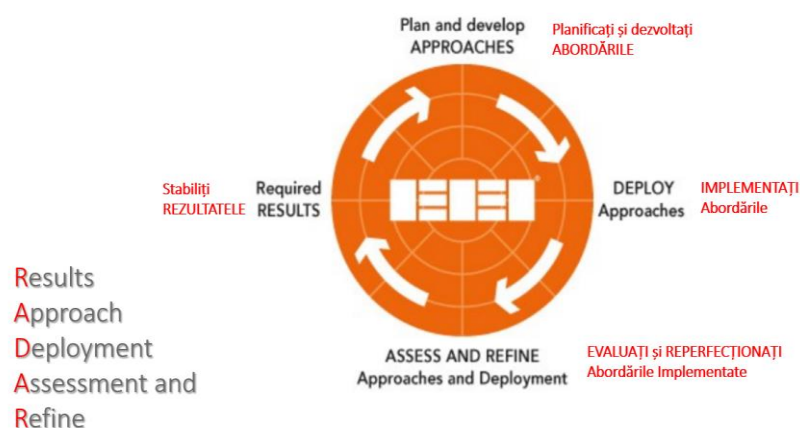 Plan and develop
APPROACHES
Planificați și dezvoltați
ABORDĂRILE
Stabiliți
REZULTATELE
Required
RESULTS
DEPLOY
Approaches
IMPLEMENTAȚI
Abordările
ASSESS AND REFINE
Approaches and Deployment
EVALUAȚI și REPERFECȚIONAȚI
Abordările Implementate
Results
Approach
Deployment
Assessment and
Refine